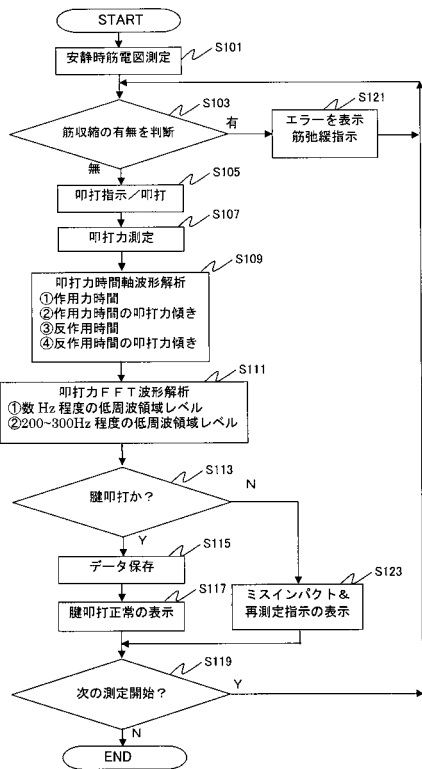 START
安静時筋電図測定
S101
筋収縮の有無を判断
S103
有
無
エラーを表示
筋弛緩指示
S121
叩打指示/叩打
S105
叩打力測定
S107
S109
叩打力時間軸波形解析
①作用力時間
②作用力時間の叩打力傾き
③反作用時間
④反作用時間の叩打力傾き
S111
叩打力FFT波形解析
①数Hz程度の低周波領域レベル
②200~300Hz程度の低周波領域レベル
S113
腱叩打か?
N
Y
S115
データ保存
S117
腱叩打正常の表示
S123
ミスインパクト&
再測定指示の表示
S119
次の測定開始?
Y
N
END